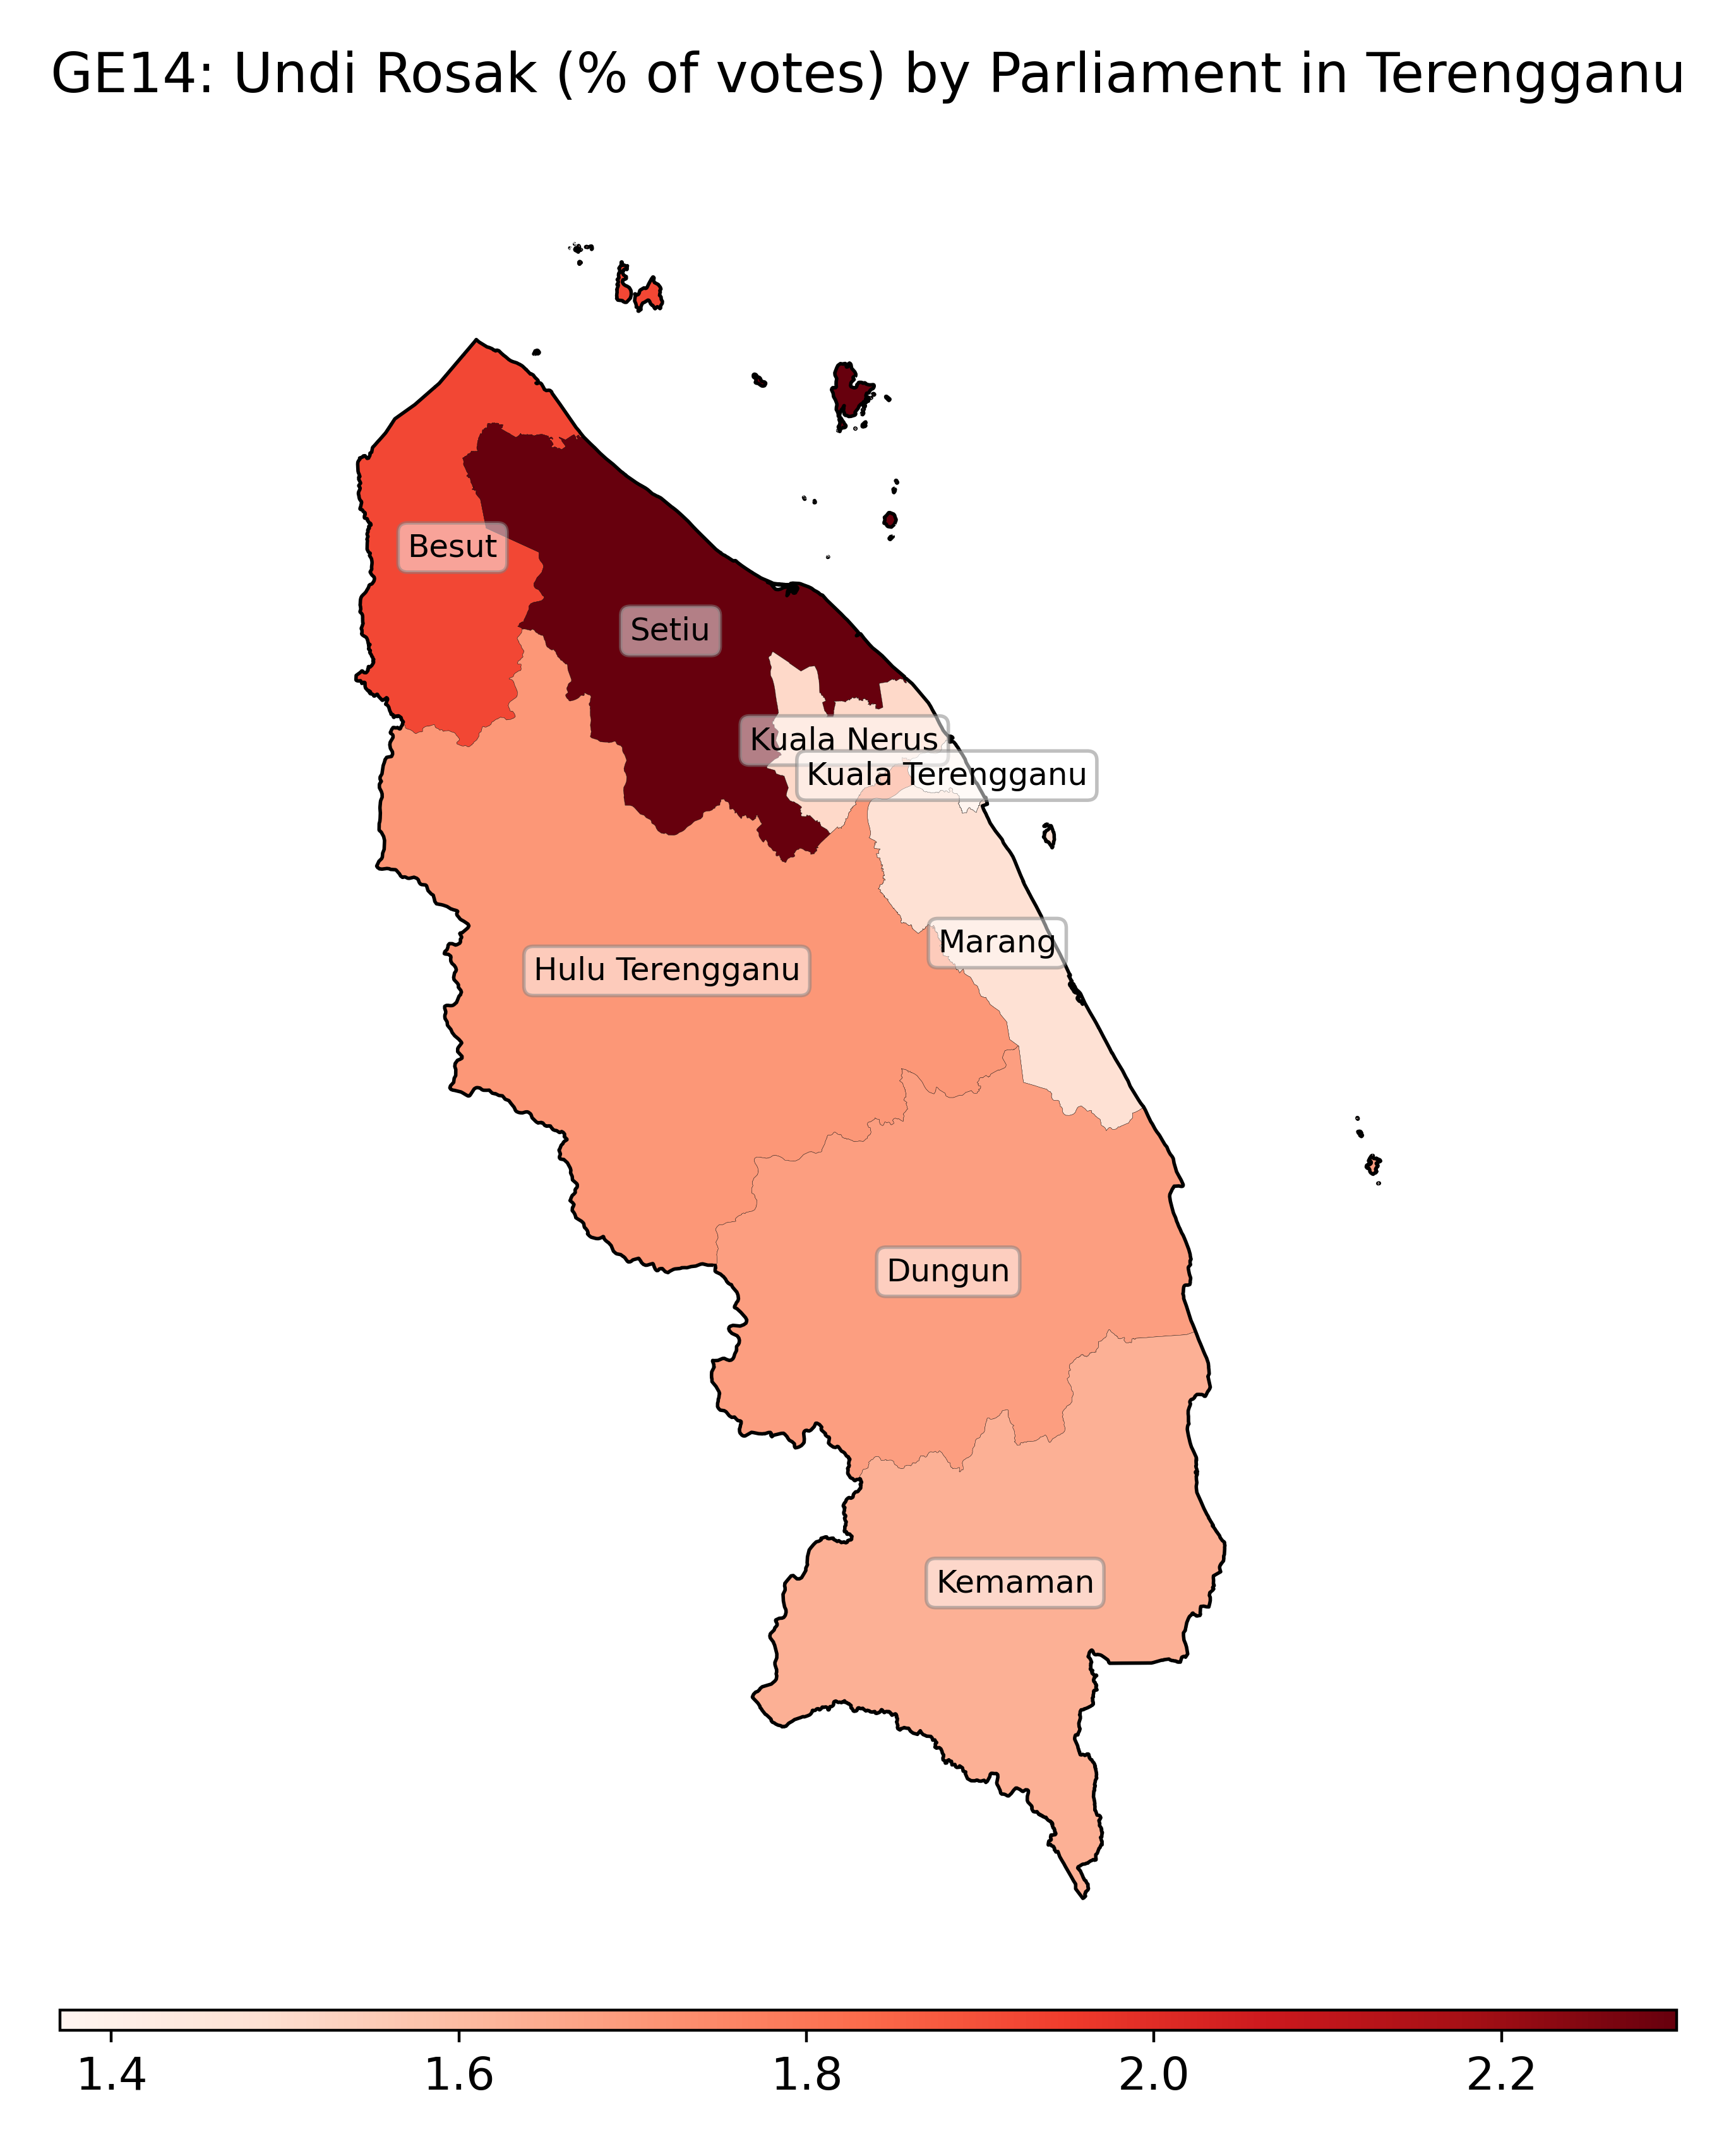 GE14: Undi Rosak (% of votes) by Parliament in Terengganu
Besut
Setiu
Kuala Nerus
Kuala Terengganu
Marang
Hulu Terengganu
Dungun
Kemaman
1.4 1.6 1.8 2.0 2.2